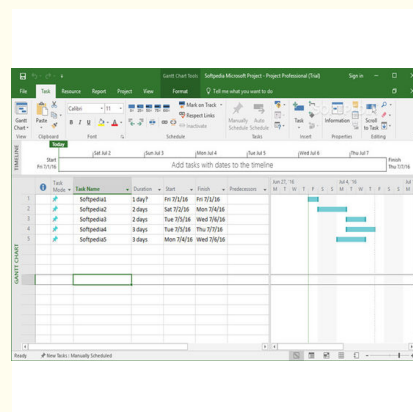 Gantt Chart Tools Softpedia Microsoft Project - Project Professional (Trial) Sign in
File Task Resource Report Project View Format Tell me what you want to do
Calibri 11 Mark on Track
Gantt Chart Paste B I U Respect Links Manually Schedule Auto Schedule Task Information Scroll to Task
Inactivate
View Clipboard Font Schedule Tasks Insert Properties Editing
Today
TIMELINE
Sat Jul 2 Sun Jul 3 Mon Jul 4 Tue Jul 5 Wed Jul 6 Thu Jul 7
Start Fri 7/1/16 Add tasks with dates to the timeline Finish Thu 7/7/16
Task Mode Task Name Duration Start Finish Predecessors Jun 27, '16 Jul 4, '16 Jul
M T W T F S S M T W T F S S M
1 Softpedia1 1 day? Fri 7/1/16 Fri 7/1/16
2 Softpedia2 2 days Sat 7/2/16 Mon 7/4/16
3 Softpedia3 2 days Tue 7/5/16 Wed 7/6/16
4 Softpedia4 3 days Tue 7/5/16 Thu 7/7/16
5 Softpedia5 3 days Mon 7/4/16 Wed 7/6/16
GANTT CHART
Ready New Tasks : Manually Scheduled